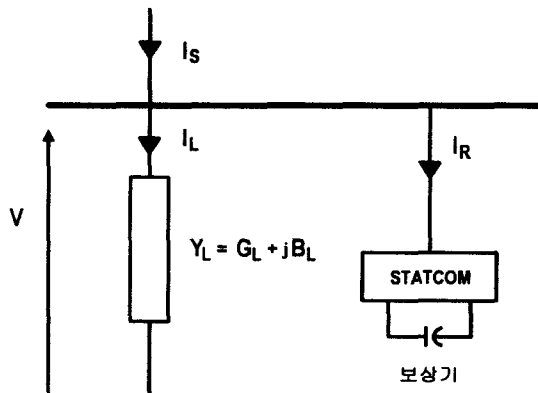 I_S
I_L
I_R
V
Y_L = G_L + jB_L
STATCOM
보상기